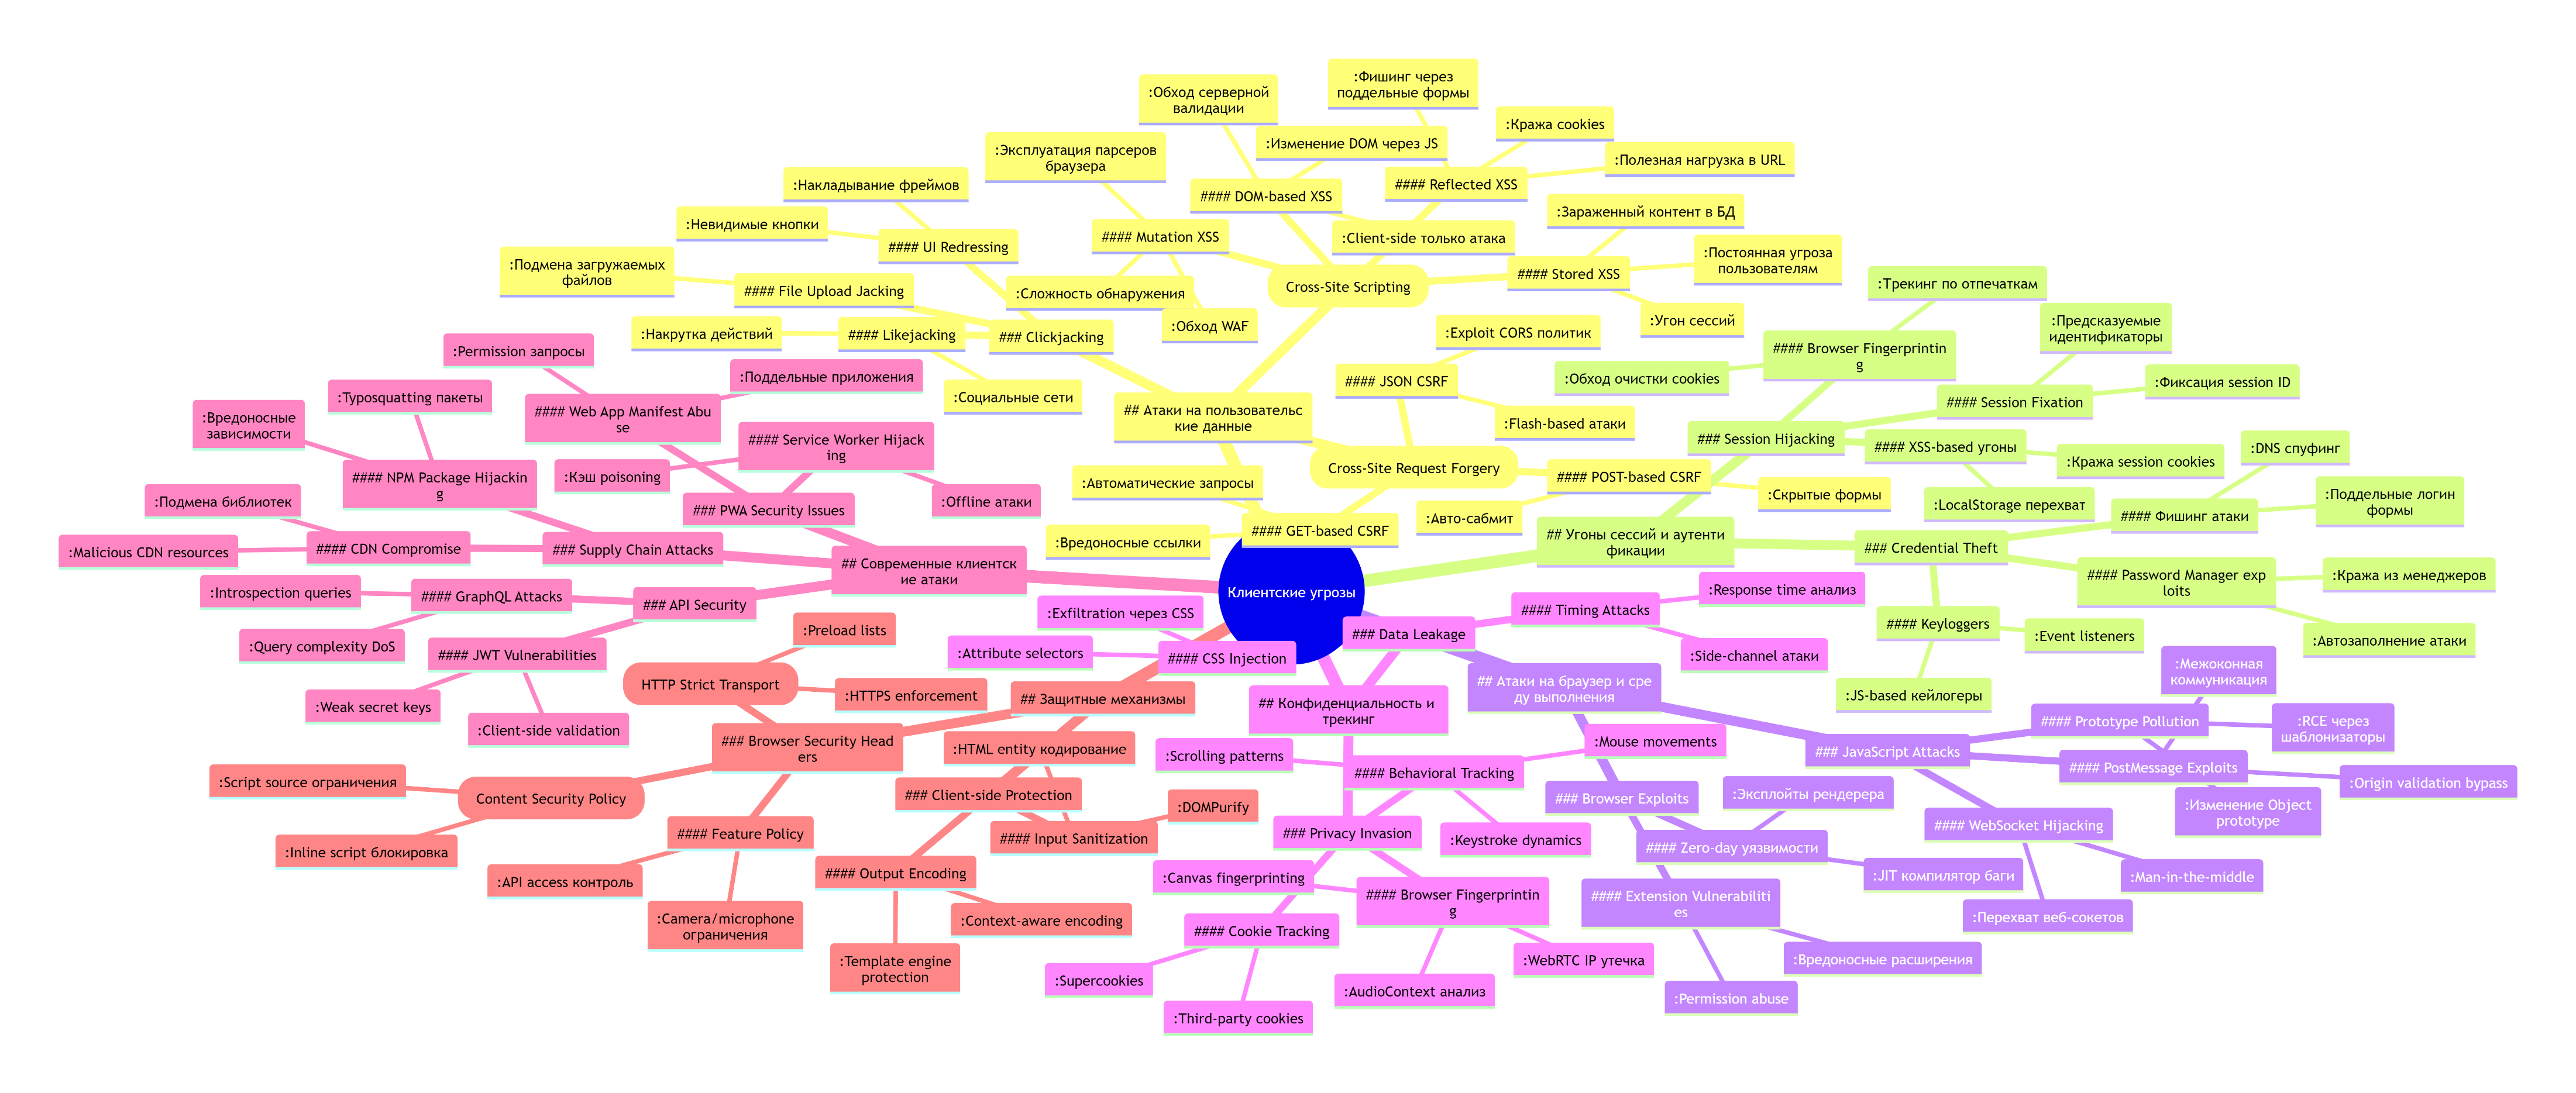 :Фишинг через
поддельные формы
:Обход серверной
валидации
:Кража cookies
:Изменение DOM через JS
:Эксплуатация парсеров
браузера
:Полезная нагрузка в URL
:Накладывание фреймов
#### Reflected XSS
#### DOM-based XSS
:Зараженный контент в БД
:Невидимые кнопки
#### Mutation XSS
:Client-side только атака
#### UI Redressing
:Постоянная угроза
пользователям
:Подмена загружаемых
файлов
#### Stored XSS
:Трекинг по отпечаткам
Cross-Site Scripting
#### File Upload Jacking
:Сложность обнаружения
:Угон сессий
:Обход WAF
:Предсказуемые
идентификаторы
:Накрутка действий
#### Likejacking
### Clickjacking
:Exploit CORS политик
#### Browser Fingerprintin
g
:Permission запросы
:Поддельные приложения
#### JSON CSRF
:Обход очистки cookies
:Фиксация session ID
:Typosquatting пакеты
:Социальные сети
#### Session Fixation
#### Web App Manifest Abu
se
## Атаки на пользовательс
кие данные
:Вредоносные
зависимости
:Flash-based атаки
### Session Hijacking
#### Service Worker Hijack
ing
#### XSS-based угоны
:DNS спуфинг
:Кража session cookies
Cross-Site Request Forgery
:Кэш poisoning
#### NPM Package Hijackin
g
:Автоматические запросы
#### POST-based CSRF
:Скрытые формы
:Подмена библиотек
:Offline атаки
:LocalStorage перехват
:Поддельные логин
формы
### PWA Security Issues
:Авто-сабмит
#### Фишинг атаки
#### GET-based CSRF
:Вредоносные ссылки
## Угоны сессий и аутенти
фикации
:Malicious CDN resources
#### CDN Compromise
### Supply Chain Attacks
### Credential Theft
## Современные клиентск
ие атаки
#### Password Manager exp
loits
:Кража из менеджеров
:Introspection queries
#### GraphQL Attacks
### API Security
Клиентские угрозы
:Response time анализ
:Exfiltration через CSS
#### Timing Attacks
:Preload lists
### Data Leakage
#### Keyloggers
:Event listeners
:Автозаполнение атаки
:Query complexity DoS
#### JWT Vulnerabilities
:Attribute selectors
#### CSS Injection
:Side-channel атаки
:Межоконная
коммуникация
HTTP Strict Transport
:HTTPS enforcement
## Защитные механизмы
## Атаки на браузер и сре
ду выполнения
:JS-based кейлогеры
:Weak secret keys
## Конфиденциальность и
трекинг
:Client-side validation
#### Prototype Pollution
:RCE через
шаблонизаторы
### Browser Security Head
ers
:HTML entity кодирование
:Scrolling patterns
:Mouse movements
### JavaScript Attacks
#### PostMessage Exploits
:Script source ограничения
#### Behavioral Tracking
:Origin validation bypass
Content Security Policy
### Client-side Protection
### Browser Exploits
:Эксплойты рендерера
:DOMPurify
:Изменение Object
prototype
#### Feature Policy
#### Input Sanitization
### Privacy Invasion
:Keystroke dynamics
#### WebSocket Hijacking
:Inline script блокировка
#### Zero-day уязвимости
:API access контроль
#### Output Encoding
:Canvas fingerprinting
:JIT компилятор баги
:Man-in-the-middle
#### Browser Fingerprintin
g
#### Extension Vulnerabiliti
es
:Camera/microphone
ограничения
:Context-aware encoding
#### Cookie Tracking
:Перехват веб-сокетов
:Template engine
protection
:WebRTC IP утечка
:Вредоносные расширения
:Supercookies
:AudioContext анализ
:Permission abuse
:Third-party cookies